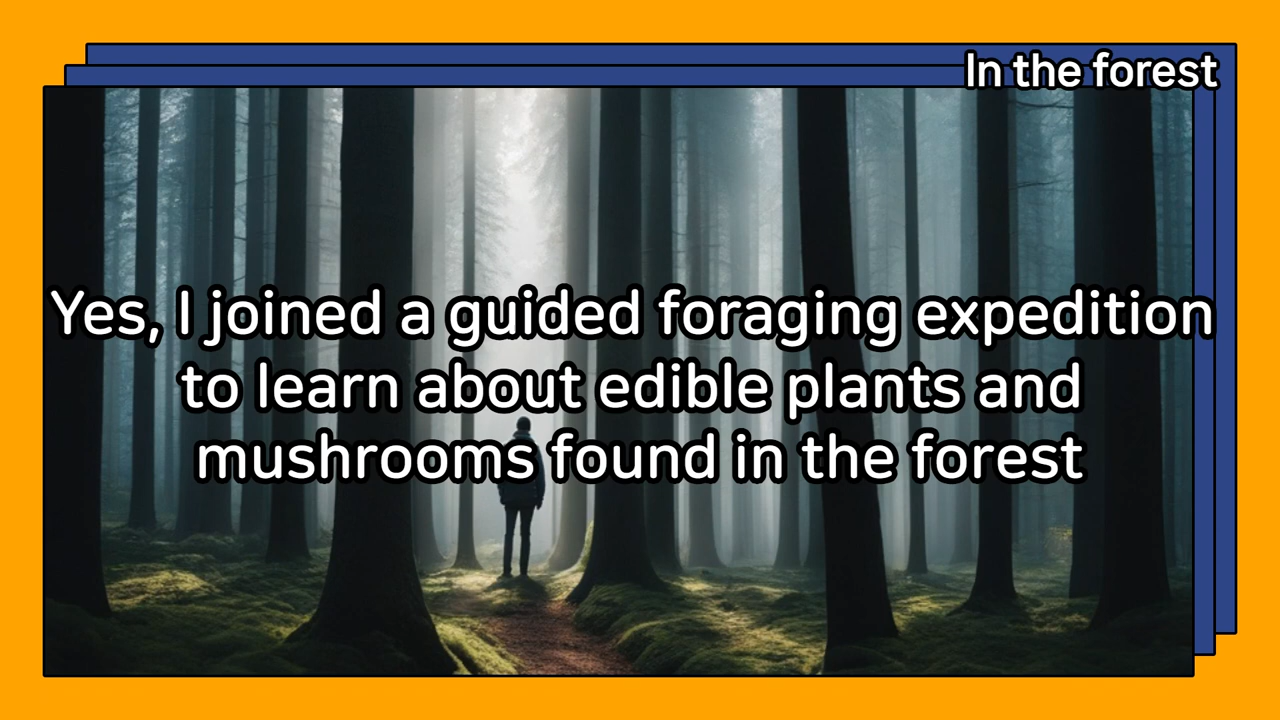 In the forest
Yes, I joined a guided foraging expedition
to learn about edible plants and
mushrooms found in the forest